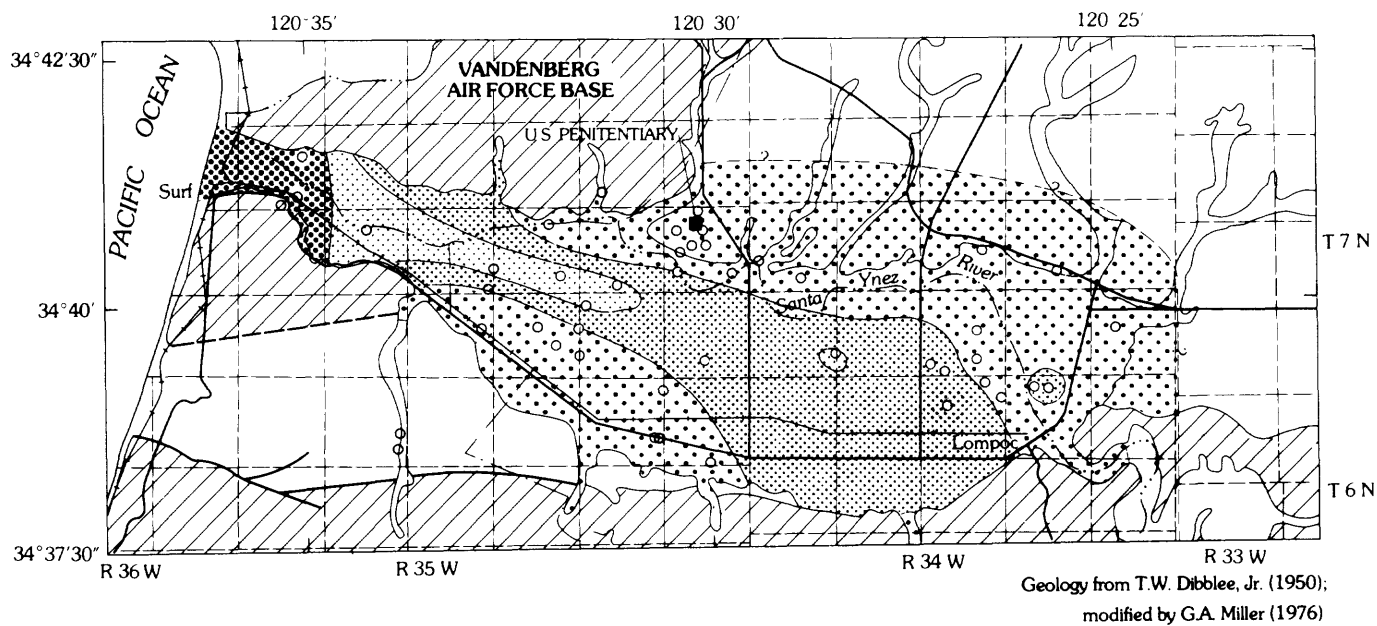 120 35′
120 30′
120 25′
34°42′30″
VANDENBERG
AIR FORCE BASE
PACIFIC OCEAN
U.S PENITENTIARY
Surf
T 7 N
Santa Ynez River
34°40′
Lompoc
T 6 N
34°37′30″
R 36 W
R 35 W
R 34 W
R 33 W
Geology from T.W. Dibblee, Jr. (1950);
modified by G.A. Miller (1976)